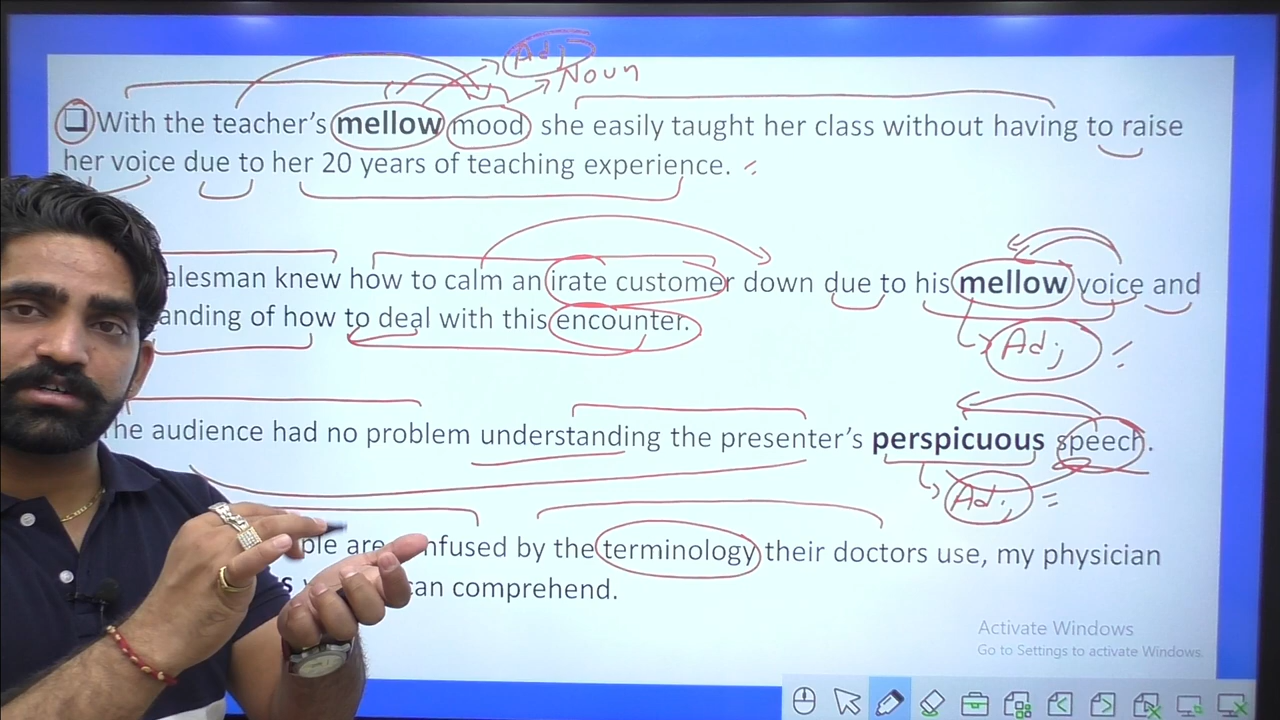 Adj
Noun
With the teacher's mellow mood she easily taught her class without having to raise
her voice due to her 20 years of teaching experience.
alesman knew how to calm an irate customer down due to his mellow voice and
anding of how to deal with this encounter.
Adj
he audience had no problem understanding the presenter's perspicuous speech.
Adj
ple are nfused by the terminology their doctors use, my physician
s can comprehend.
Activate Windows
Go to Settings to activate Windows.